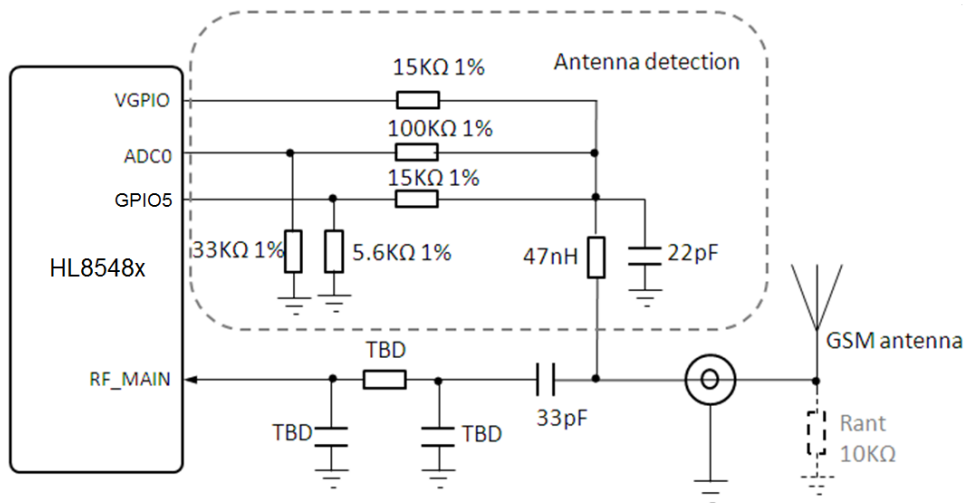 15KΩ 1%
Antenna detection
VGPIO
100KΩ 1%
ADC0
15KΩ 1%
GPIO5
33KΩ 1%
5.6KΩ 1%
47nH
22pF
HL8548x
GSM antenna
TBD
RF_MAIN
33pF
TBD
TBD
Rant
10KΩ